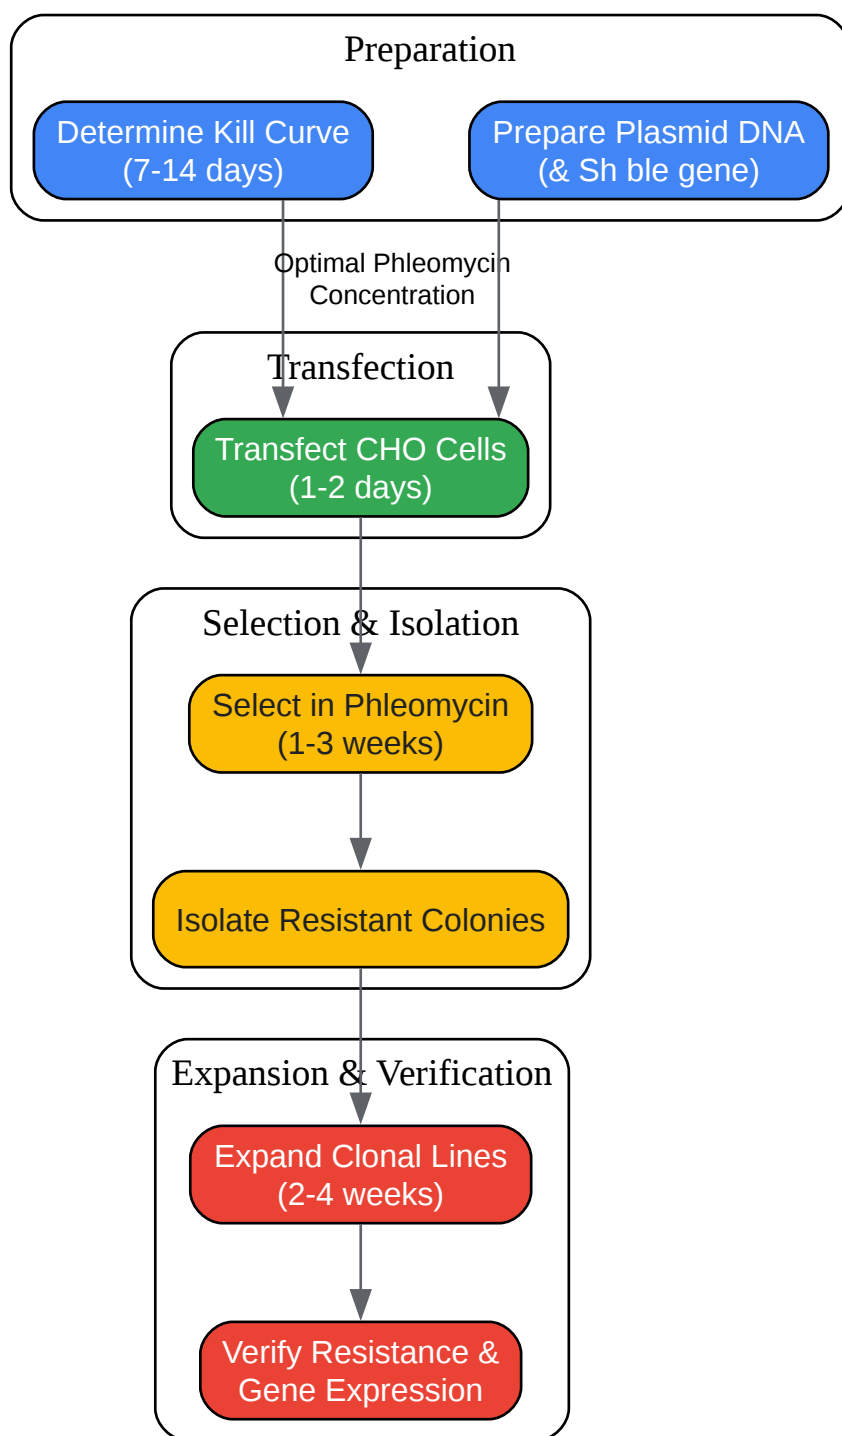 Preparation
Determine Kill Curve
(7-14 days)
Prepare Plasmid DNA
(& Sh ble gene)
Optimal Phleomycin
Concentration
Transfection
Transfect CHO Cells
(1-2 days)
Selection & Isolation
Select in Phleomycin
(1-3 weeks)
Isolate Resistant Colonies
Expansion & Verification
Expand Clonal Lines
(2-4 weeks)
Verify Resistance &
Gene Expression